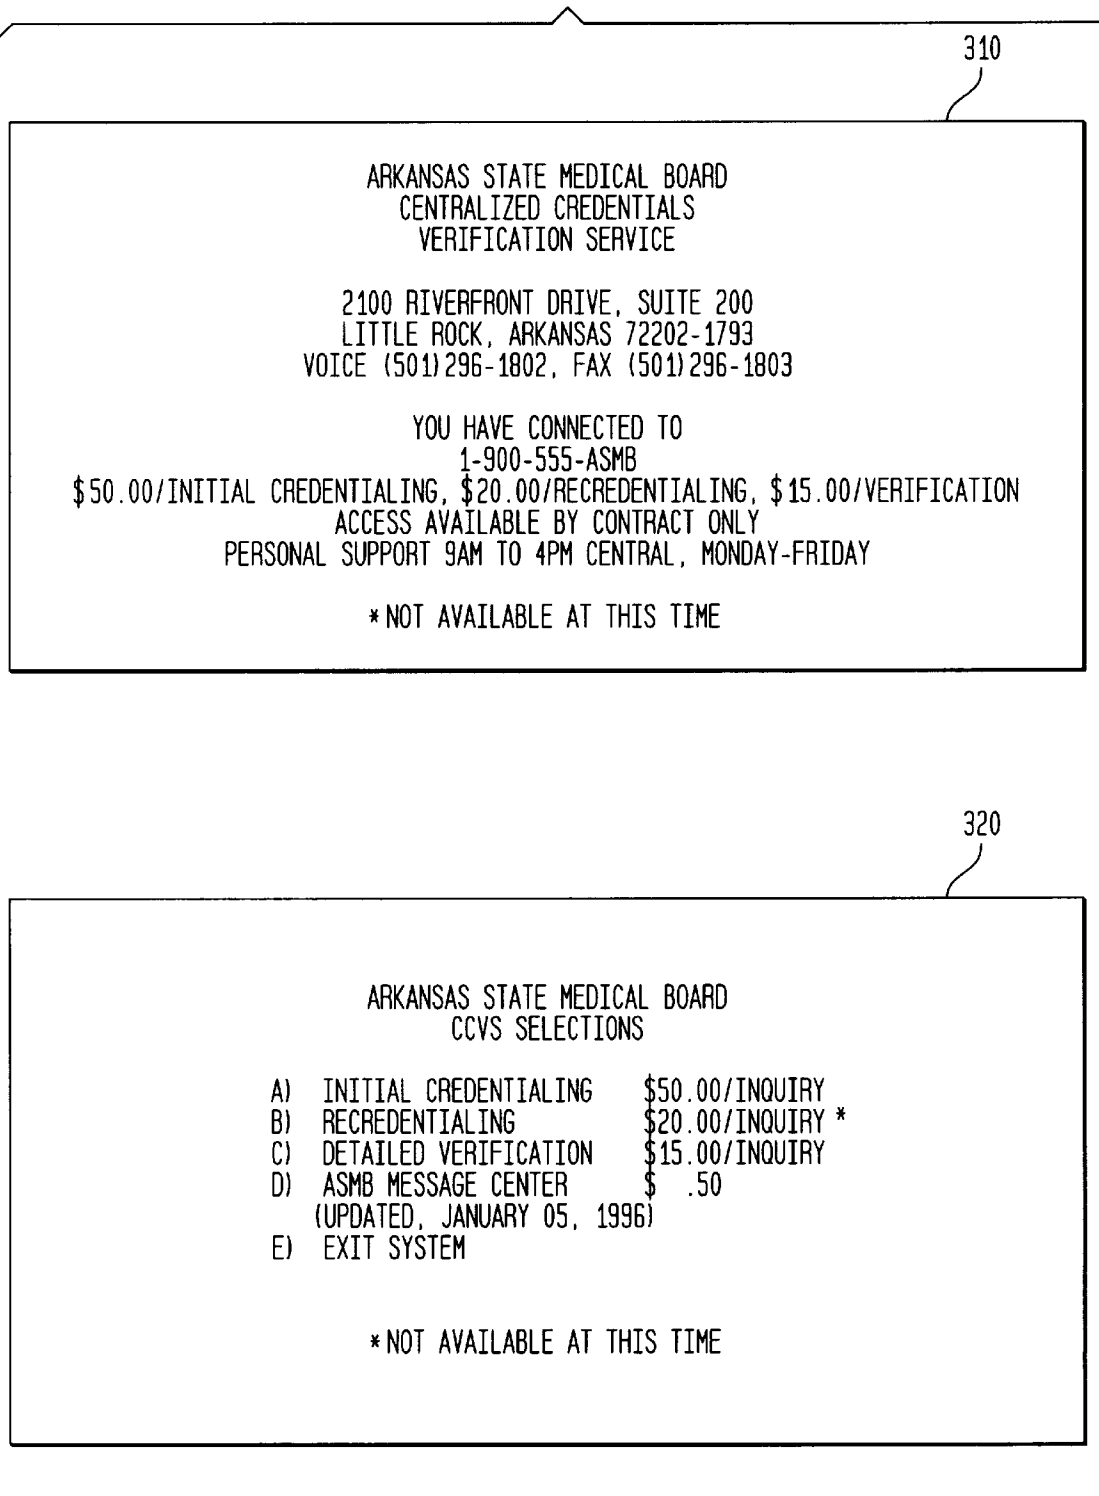 310
ARKANSAS STATE MEDICAL BOARD
CENTRALIZED CREDENTIALS
VERIFICATION SERVICE
2100 RIVERFRONT DRIVE, SUITE 200
LITTLE ROCK, ARKANSAS 72202-1793
VOICE (501)296-1802, FAX (501)296-1803
YOU HAVE CONNECTED TO
1-900-555-ASMB
$50.00/INITIAL CREDENTIALING, $20.00/RECREDENTIALING, $15.00/VERIFICATION
ACCESS AVAILABLE BY CONTRACT ONLY
PERSONAL SUPPORT 9AM TO 4PM CENTRAL, MONDAY-FRIDAY
*NOT AVAILABLE AT THIS TIME
320
ARKANSAS STATE MEDICAL BOARD
CCVS SELECTIONS
A) INITIAL CREDENTIALING $50.00/INQUIRY
B) RECREDENTIALING $20.00/INQUIRY *
C) DETAILED VERIFICATION $15.00/INQUIRY
D) ASMB MESSAGE CENTER $ .50
(UPDATED, JANUARY 05, 1996)
E) EXIT SYSTEM
*NOT AVAILABLE AT THIS TIME